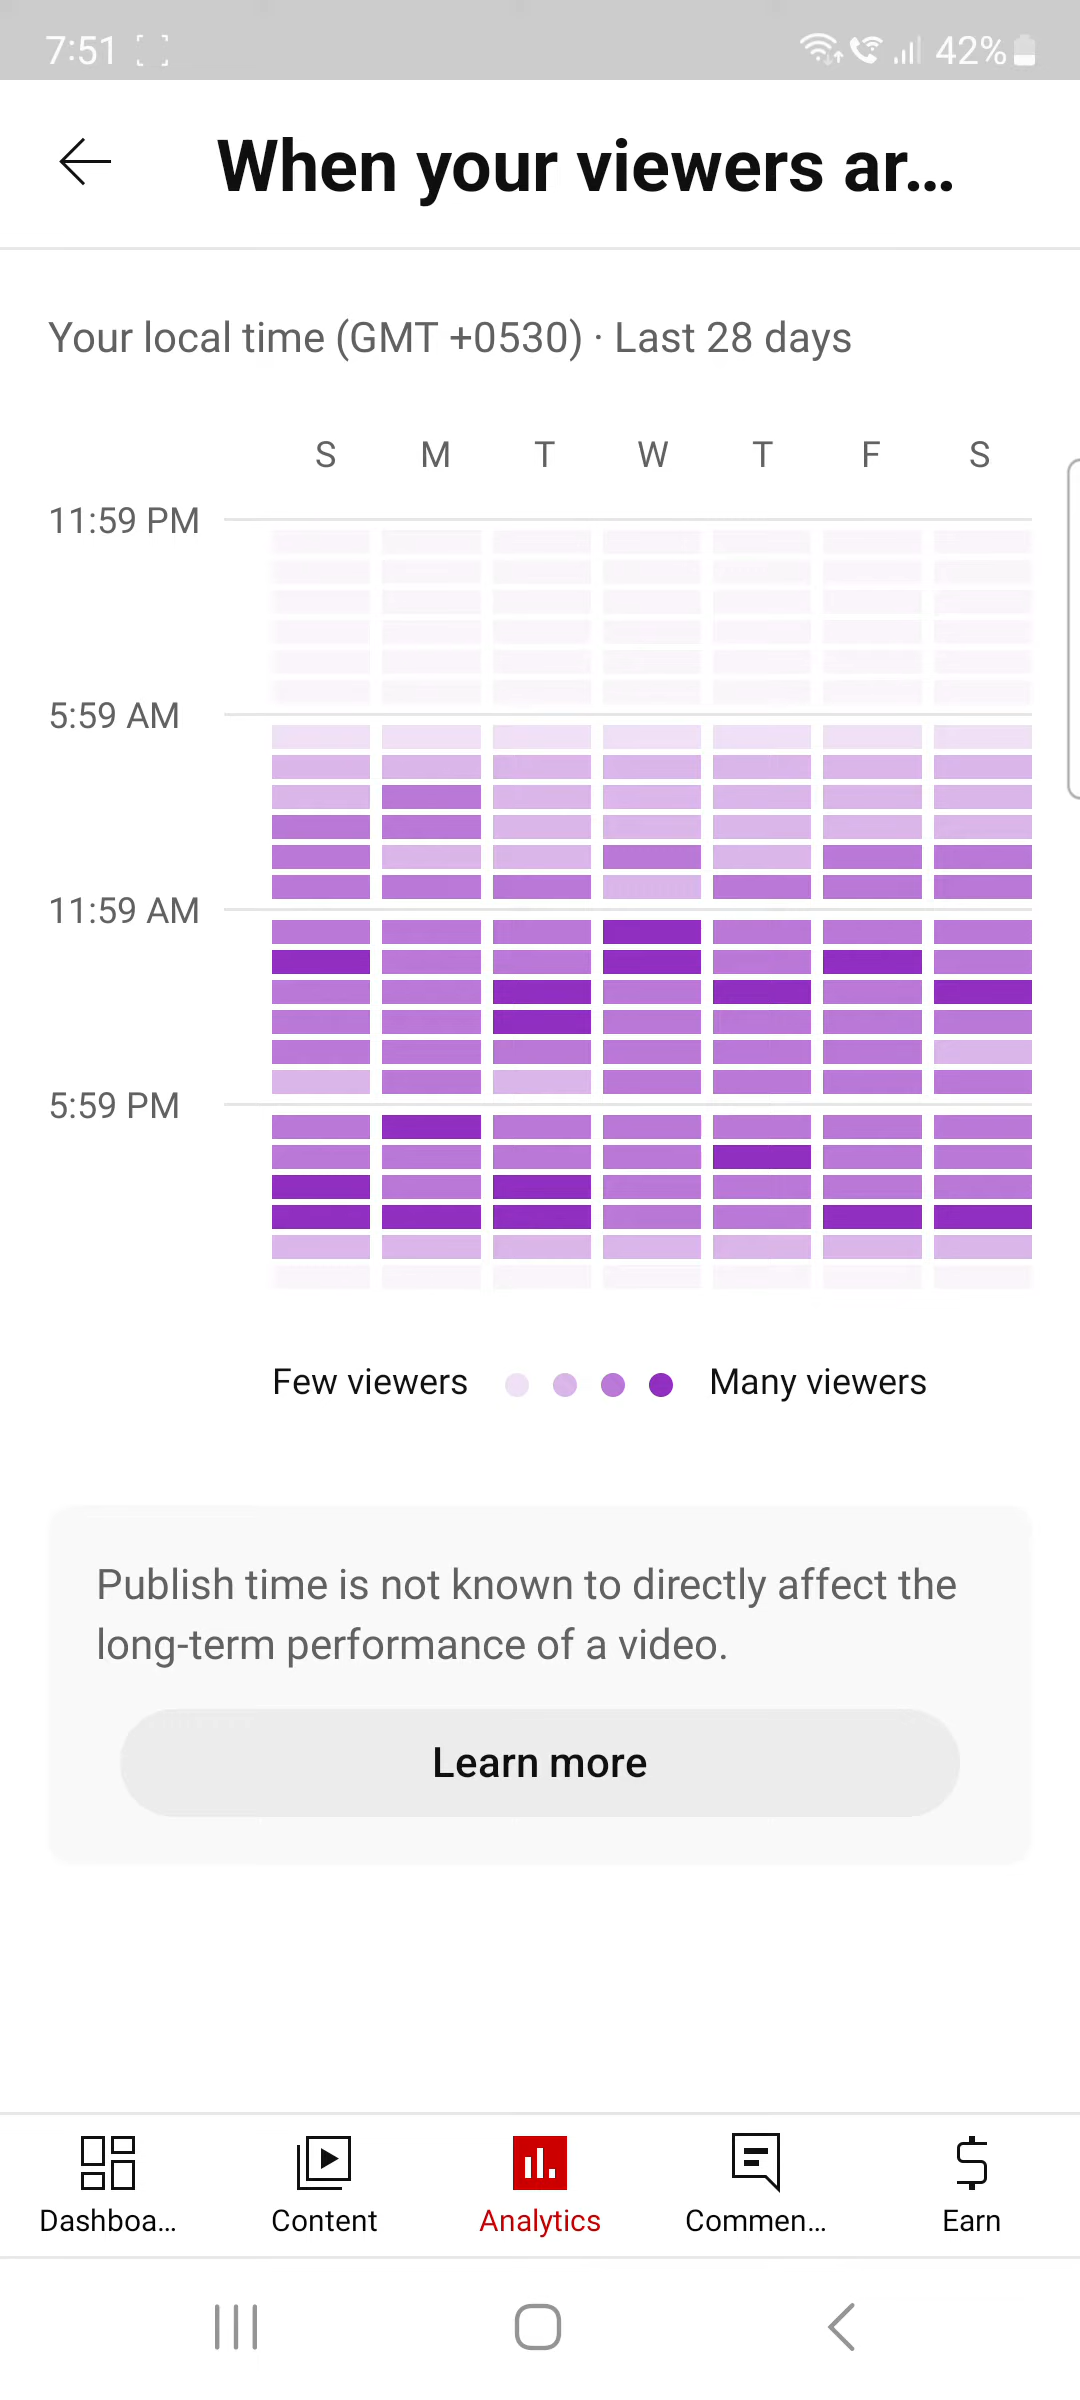 7:51 42%
When your viewers ar...
Your local time (GMT +0530) · Last 28 days
S M T W T F S
11:59 PM
5:59 AM
11:59 AM
5:59 PM
Few viewers Many viewers
Publish time is not known to directly affect the
long-term performance of a video.
Learn more
Dashboa... Content Analytics Commen... Earn